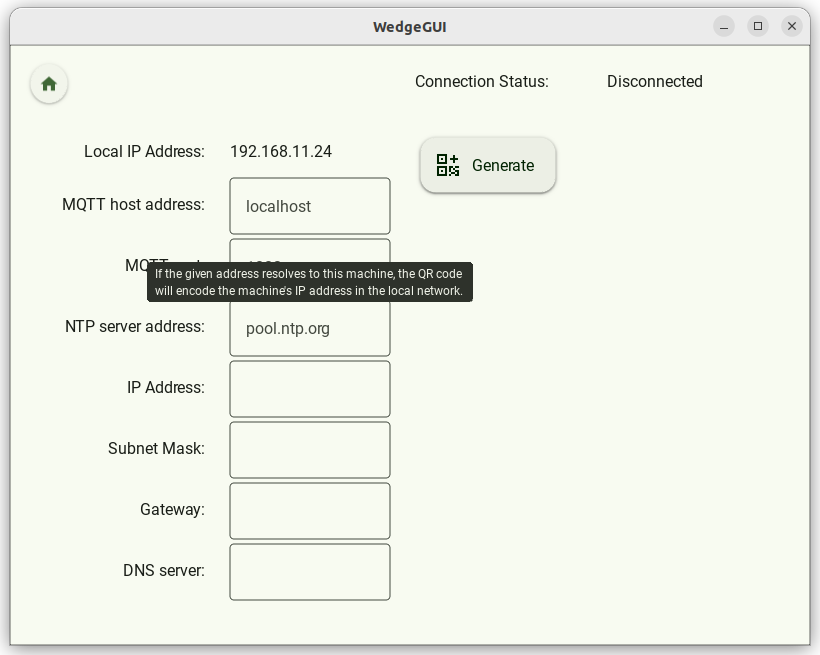 WedgeGUI
Connection Status: Disconnected
Local IP Address: 192.168.11.24
Generate
MQTT host address: localhost
If the given address resolves to this machine, the QR code
will encode the machine's IP address in the local network.
NTP server address: pool.ntp.org
IP Address:
Subnet Mask:
Gateway:
DNS server: